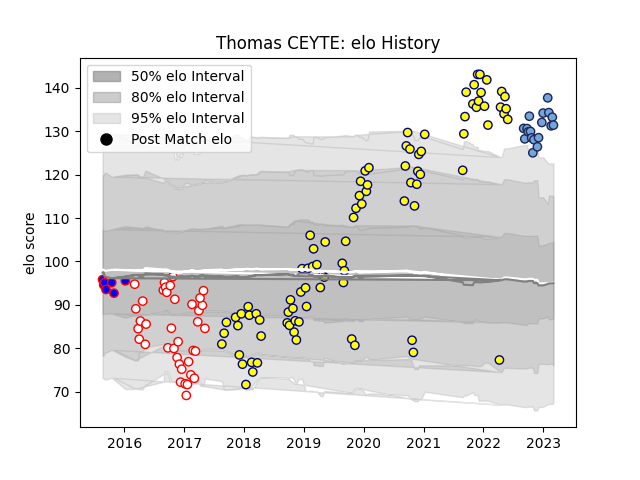 Thomas CEYTE: elo History
50% elo Interval
80% elo Interval
95% elo Interval
Post Match elo
elo score
140
130
120
110
100
90
80
70
2016 2017 2018 2019 2020 2021 2022 2023